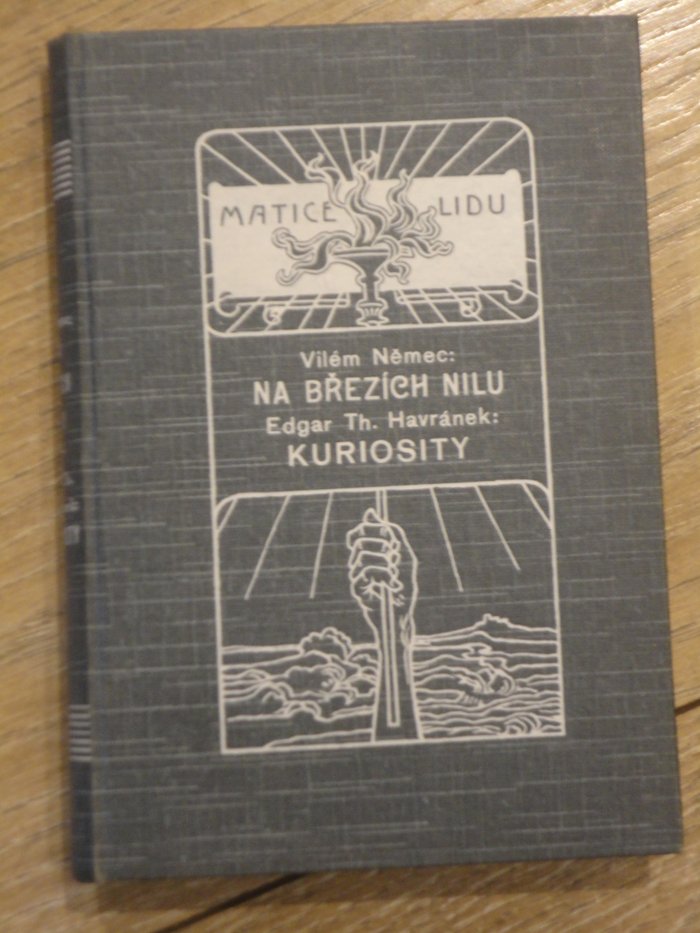 MATICE LIDU
Vilém Němec:
NA BŘEZÍCH NILU
Edgar Th. Havránek:
KURIOSITY